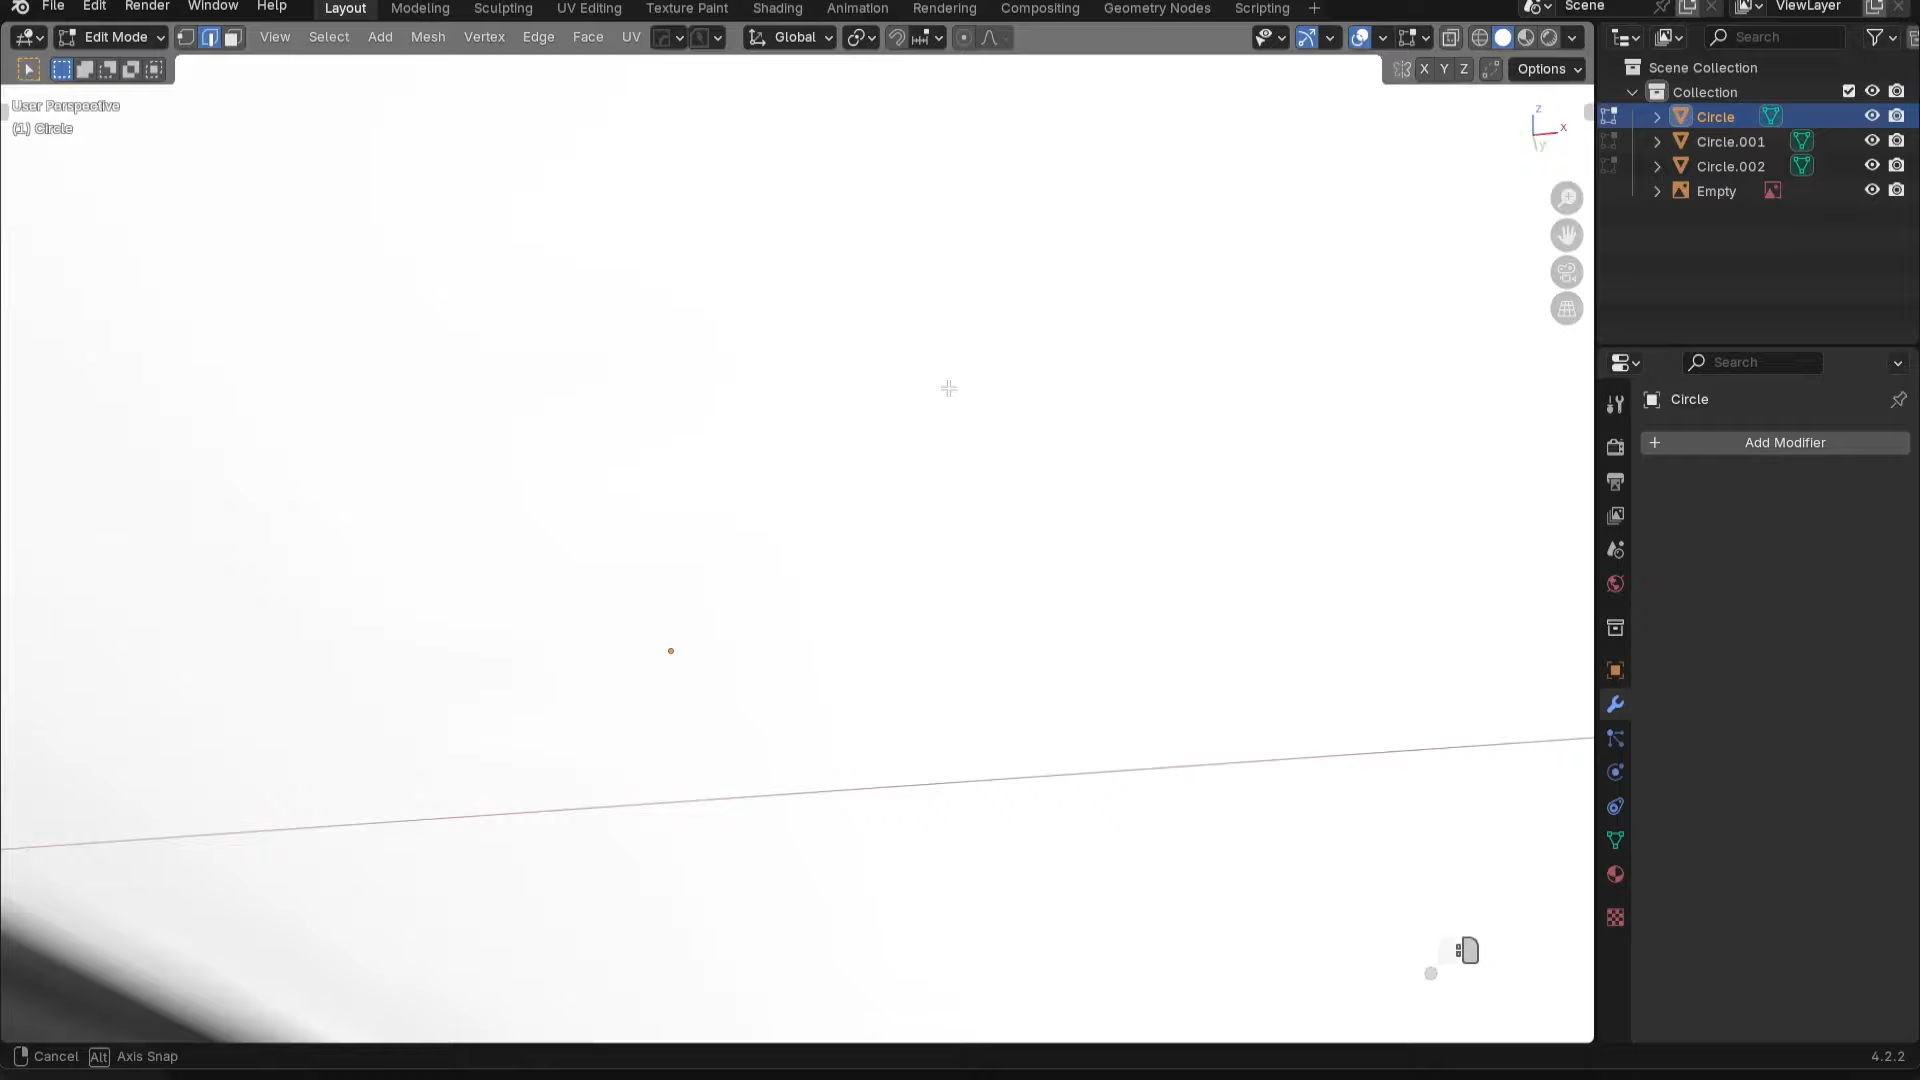 File Edit Render Window Help Layout Modeling Sculpting UV Editing Texture Paint Shading Animation Rendering Compositing Geometry Nodes Scripting + Scene ViewLayer
Edit Mode View Select Add Mesh Vertex Edge Face UV Global Search
X Y Z Options
User Perspective
(1) Circle
z
x
y
Scene Collection
Collection
Circle
Circle.001
Circle.002
Empty
Search
Circle
+ Add Modifier
Cancel Alt Axis Snap 4.2.2